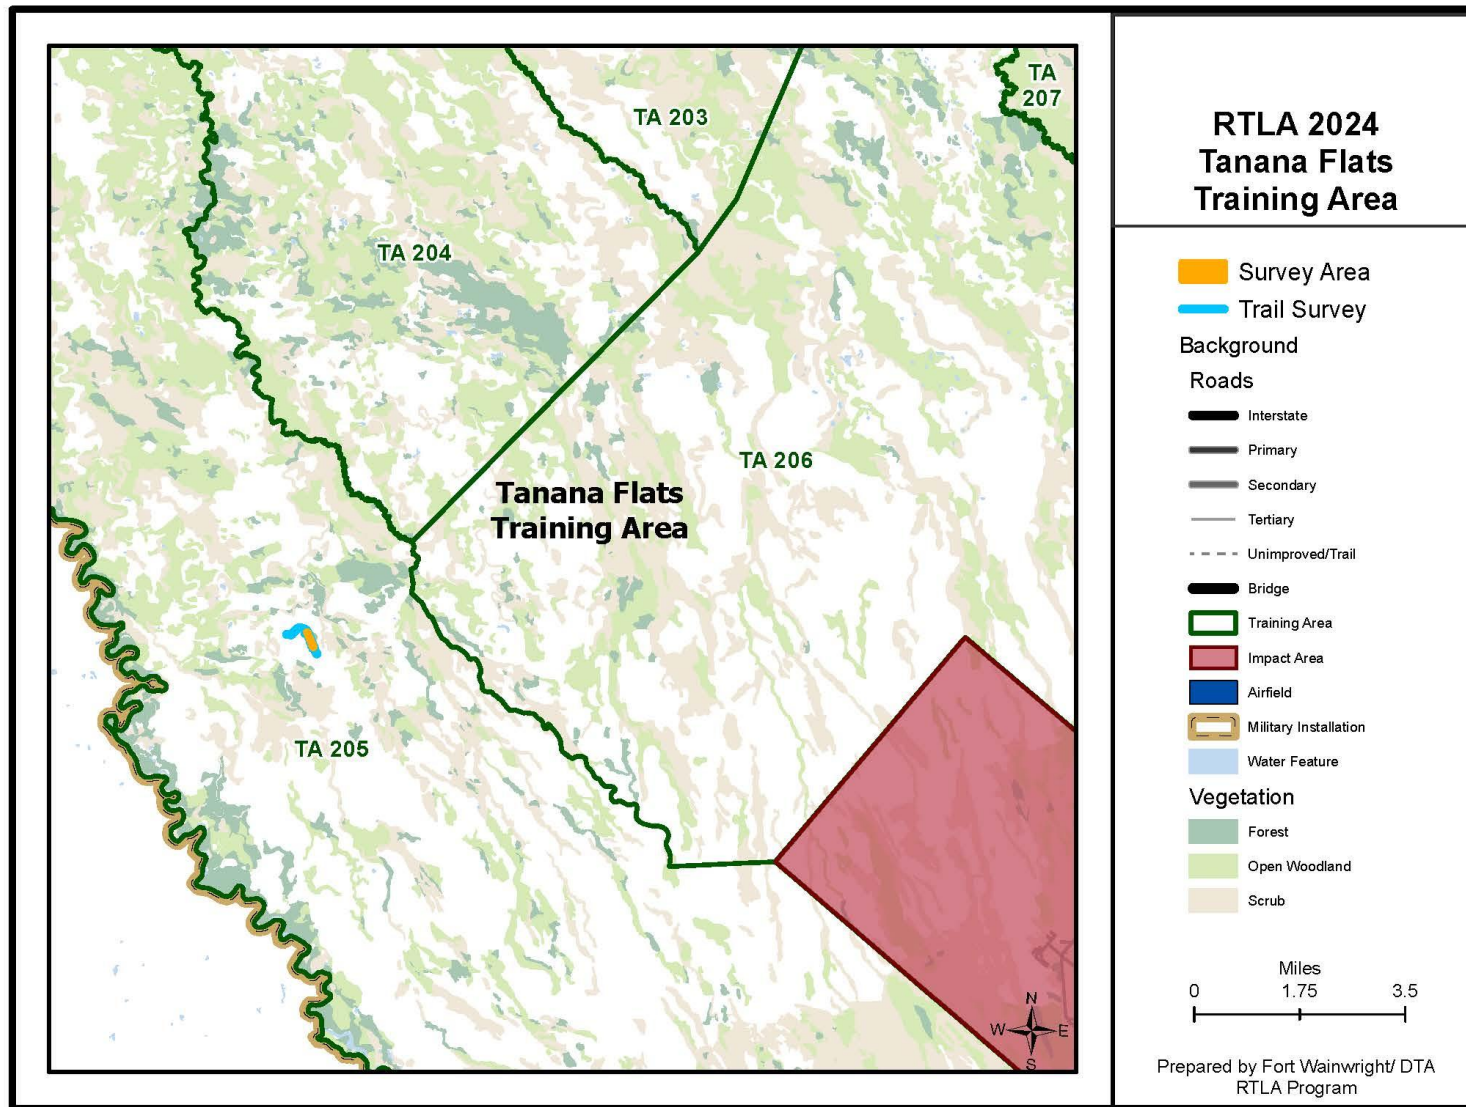 TA
207
TA 203
TA 204
TA 206
Tanana Flats
Training Area
TA 205
N
W
E
S
RTLA 2024
Tanana Flats
Training Area
Survey Area
Trail Survey
Background
Roads
Interstate
Primary
Secondary
Tertiary
Unimproved/Trail
Bridge
Training Area
Impact Area
Airfield
Military Installation
Water Feature
Vegetation
Forest
Open Woodland
Scrub
Miles
0 1.75 3.5
Prepared by Fort Wainwright/ DTA
RTLA Program